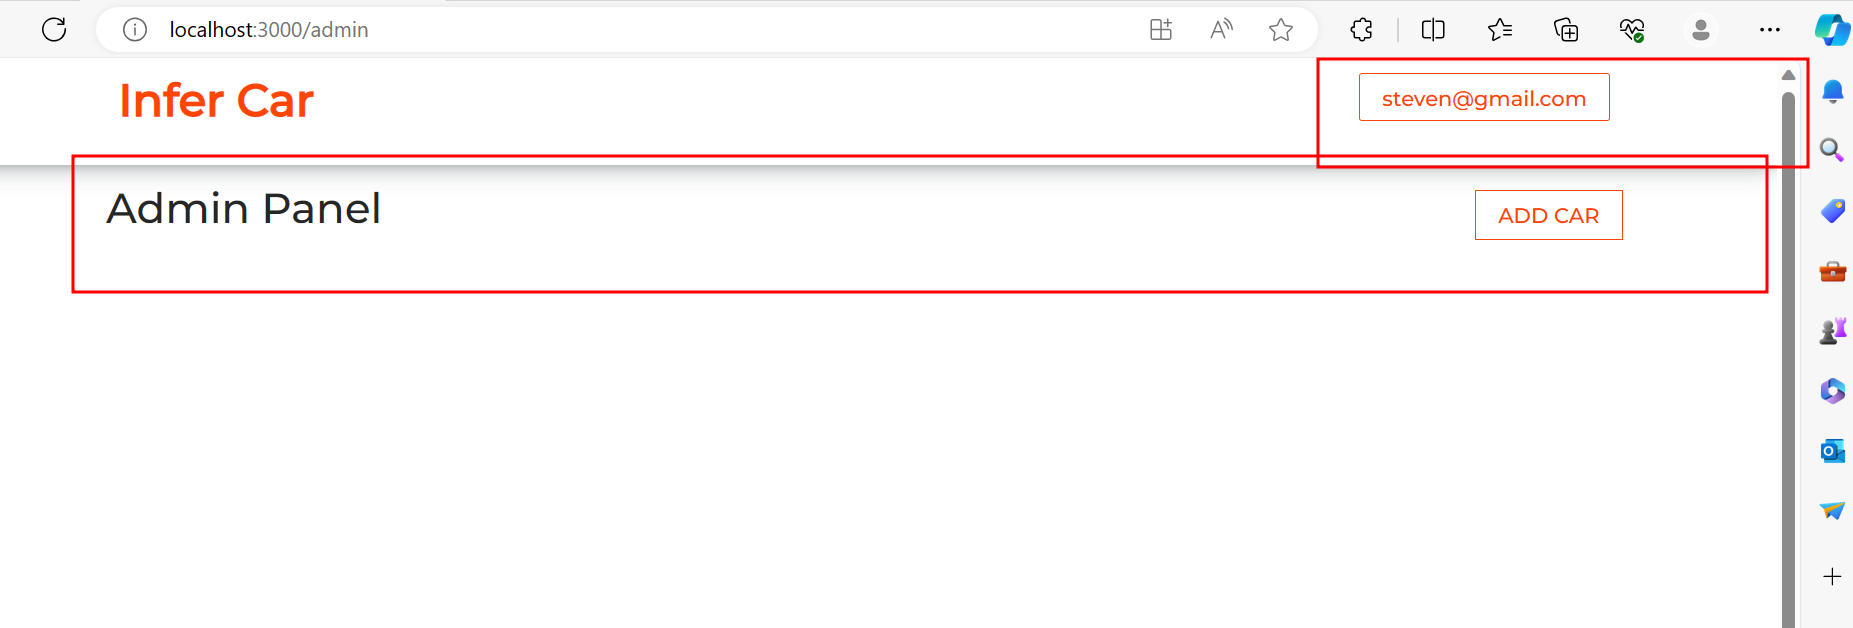 localhost:3000/admin
Infer Car
steven@gmail.com
Admin Panel
ADD CAR